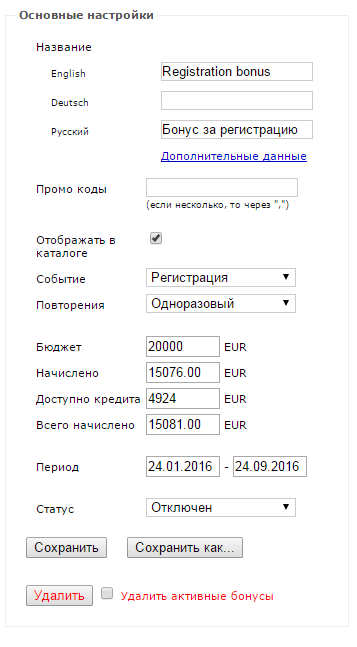 Основные настройки
Название
English Registration bonus
Deutsch
Русский Бонус за регистрацию
Дополнительные данные
Промо коды
(если несколько, то через ",")
Отображать в
каталоге
Событие Регистрация
Повторения Одноразовый
Бюджет 20000 EUR
Начислено 15076.00 EUR
Доступно кредита 4924 EUR
Всего начислено 15081.00 EUR
Период 24.01.2016 - 24.09.2016
Статус Отключен
Сохранить Сохранить как...
Удалить Удалить активные бонусы